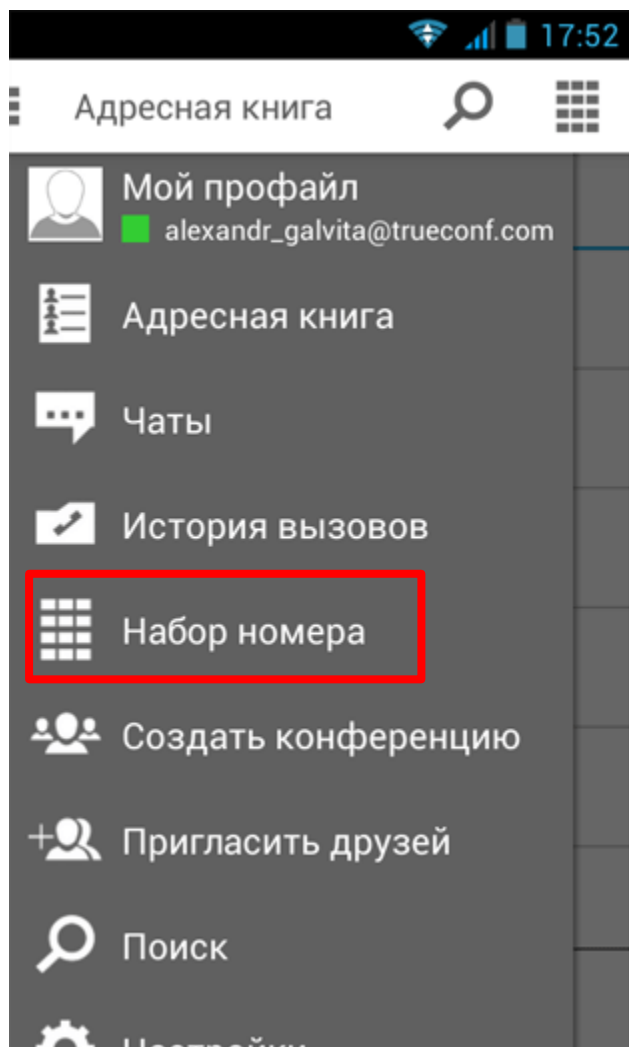 17:52
Адресная книга
Мой профайл
alexandr_galvita@trueconf.com
Адресная книга
Чаты
История вызовов
Набор номера
Создать конференцию
Пригласить друзей
Поиск
Настройки